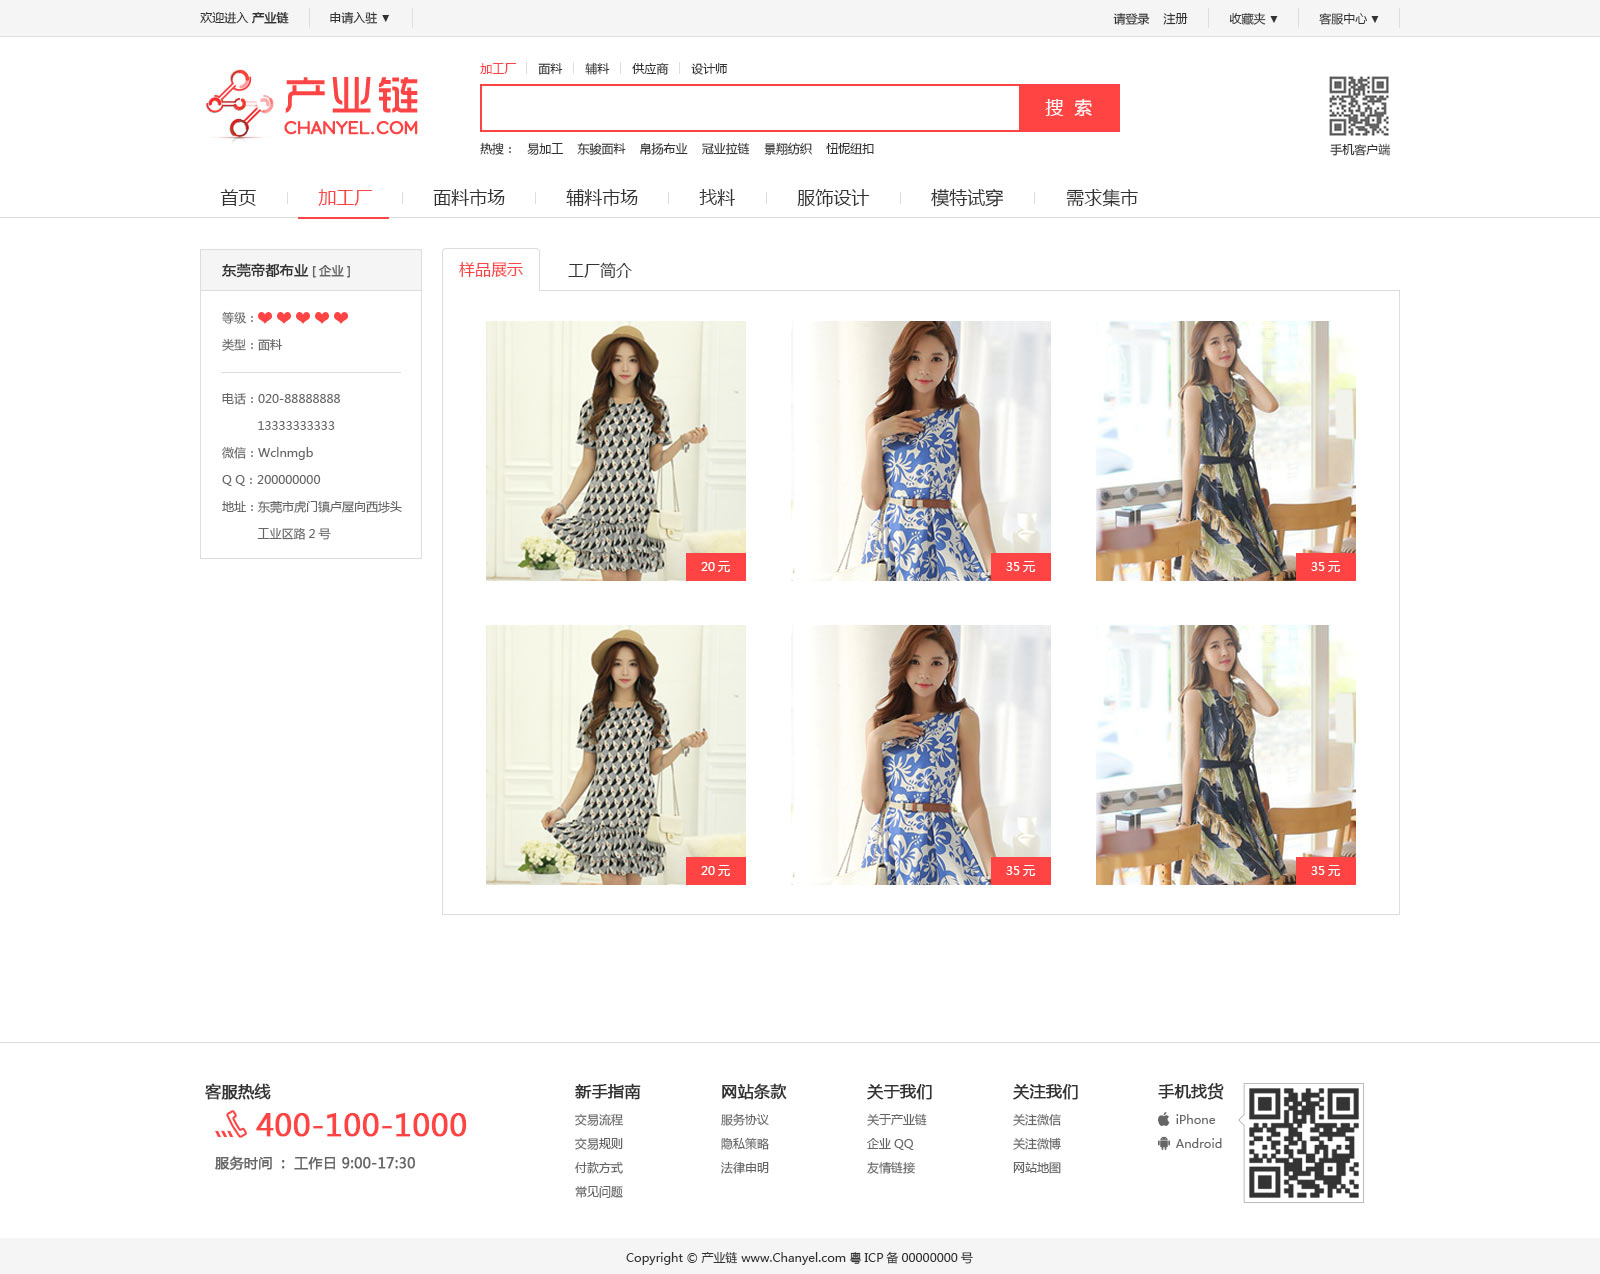 欢迎进入 产业链
申请入驻 ▼
请登录 注册
收藏夹 ▼
客服中心 ▼
产业链
CHANYEL.COM
加工厂 面料 辅料 供应商 设计师
搜 索
热搜： 易加工 东骏面料 帛扬布业 冠业拉链 景翔纺织 忸怩纽扣
手机客户端
首页 加工厂 面料市场 辅料市场 找料 服饰设计 模特试穿 需求集市
东莞帝都布业 [ 企业 ]
等级：
类型：面料
电话：020-88888888
13333333333
微信：Wclnmgb
Q Q：200000000
地址：东莞市虎门镇卢屋向西埗头
工业区路 2 号
样品展示 工厂简介
20 元
35 元
35 元
20 元
35 元
35 元
客服热线
400-100-1000
服务时间 ： 工作日 9:00-17:30
新手指南
交易流程
交易规则
付款方式
常见问题
网站条款
服务协议
隐私策略
法律申明
关于我们
关于产业链
企业 QQ
友情链接
关注我们
关注微信
关注微博
网站地图
手机找货
iPhone
Android
Copyright © 产业链 www.Chanyel.com 粤 ICP 备 00000000 号